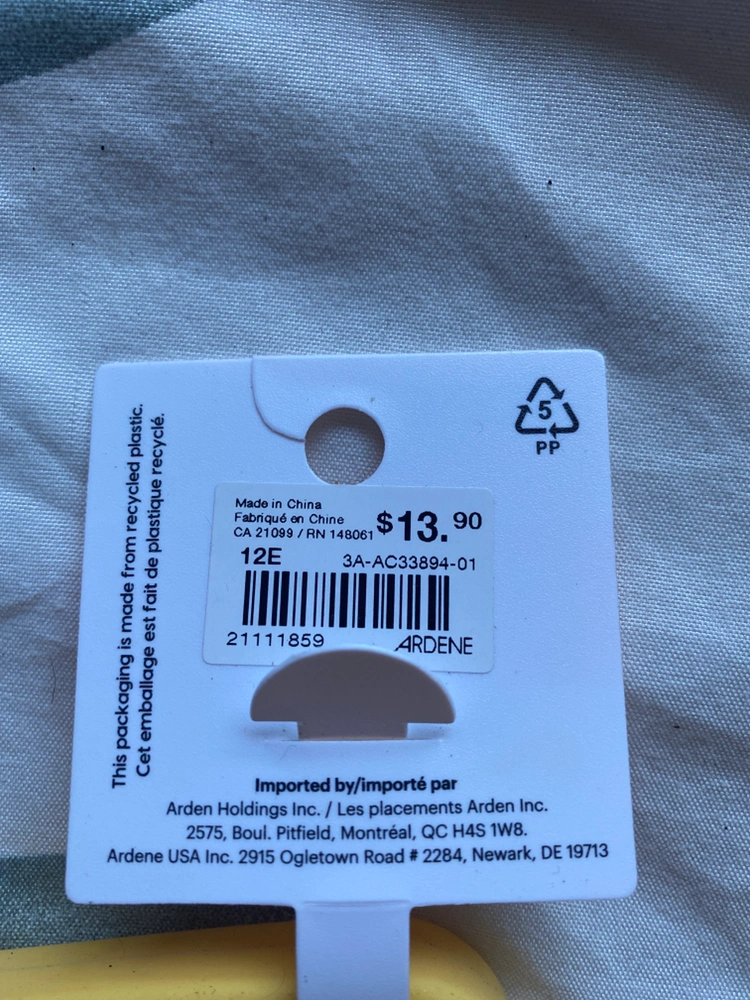 This packaging is made from recycled plastic.
Cet emballage est fait de plastique recyclé.
5
PP
Made in China
Fabriqué en Chine
CA 21099 / RN 148061
$13.90
12E 3A-AC33894-01
21111859 ARDENE
Imported by/importé par
Arden Holdings Inc. / Les placements Arden Inc.
2575, Boul. Pitfield, Montréal, QC H4S 1W8.
Ardene USA Inc. 2915 Ogletown Road # 2284, Newark, DE 19713